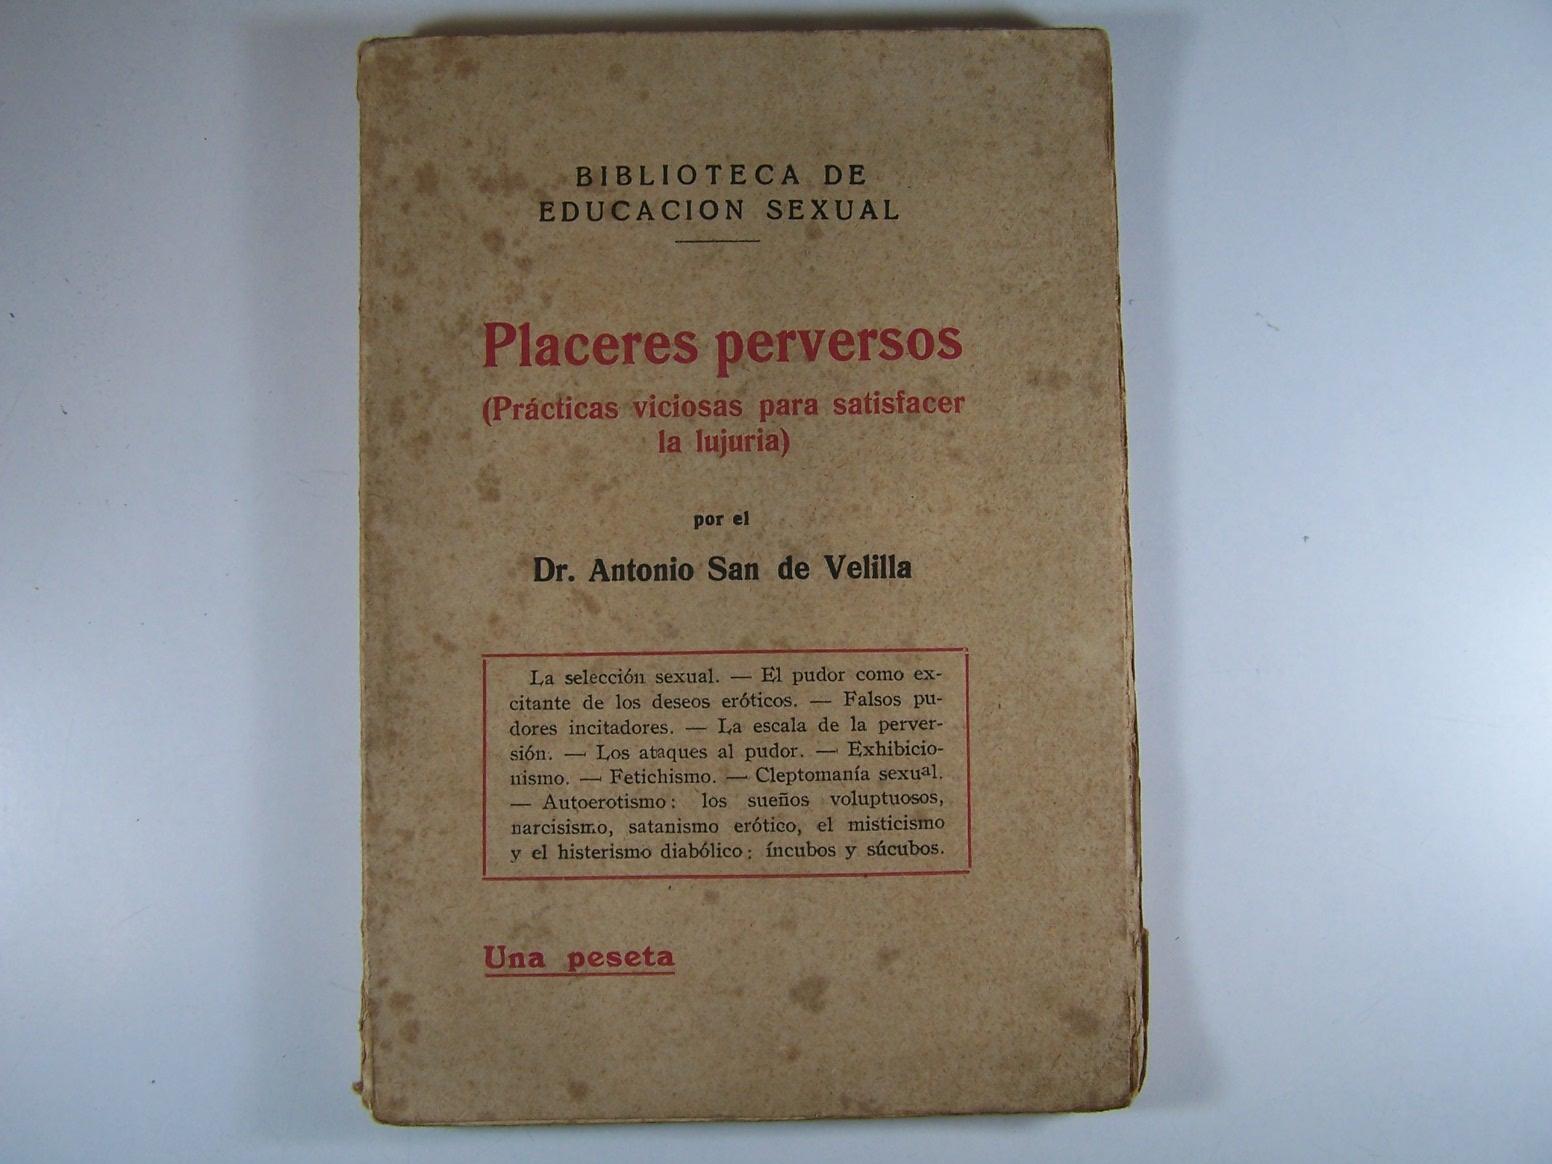 BIBLIOTECA DE
EDUCACION SEXUAL
Placeres perversos
(Prácticas viciosas para satisfacer
la lujuria)
por el
Dr. Antonio San de Velilla
La selección sexual. — El pudor como ex-
citante de los deseos eróticos. — Falsos pu-
dores incitadores. — La escala de la perver-
sión. — Los ataques al pudor. — Exhibicio-
nismo. — Fetichismo. — Cleptomanía sexual.
— Autoerotismo: los sueños voluptuosos,
narcisismo, satanismo erótico, el misticismo
y el histerismo diabólico: íncubos y súcubos.
Una peseta